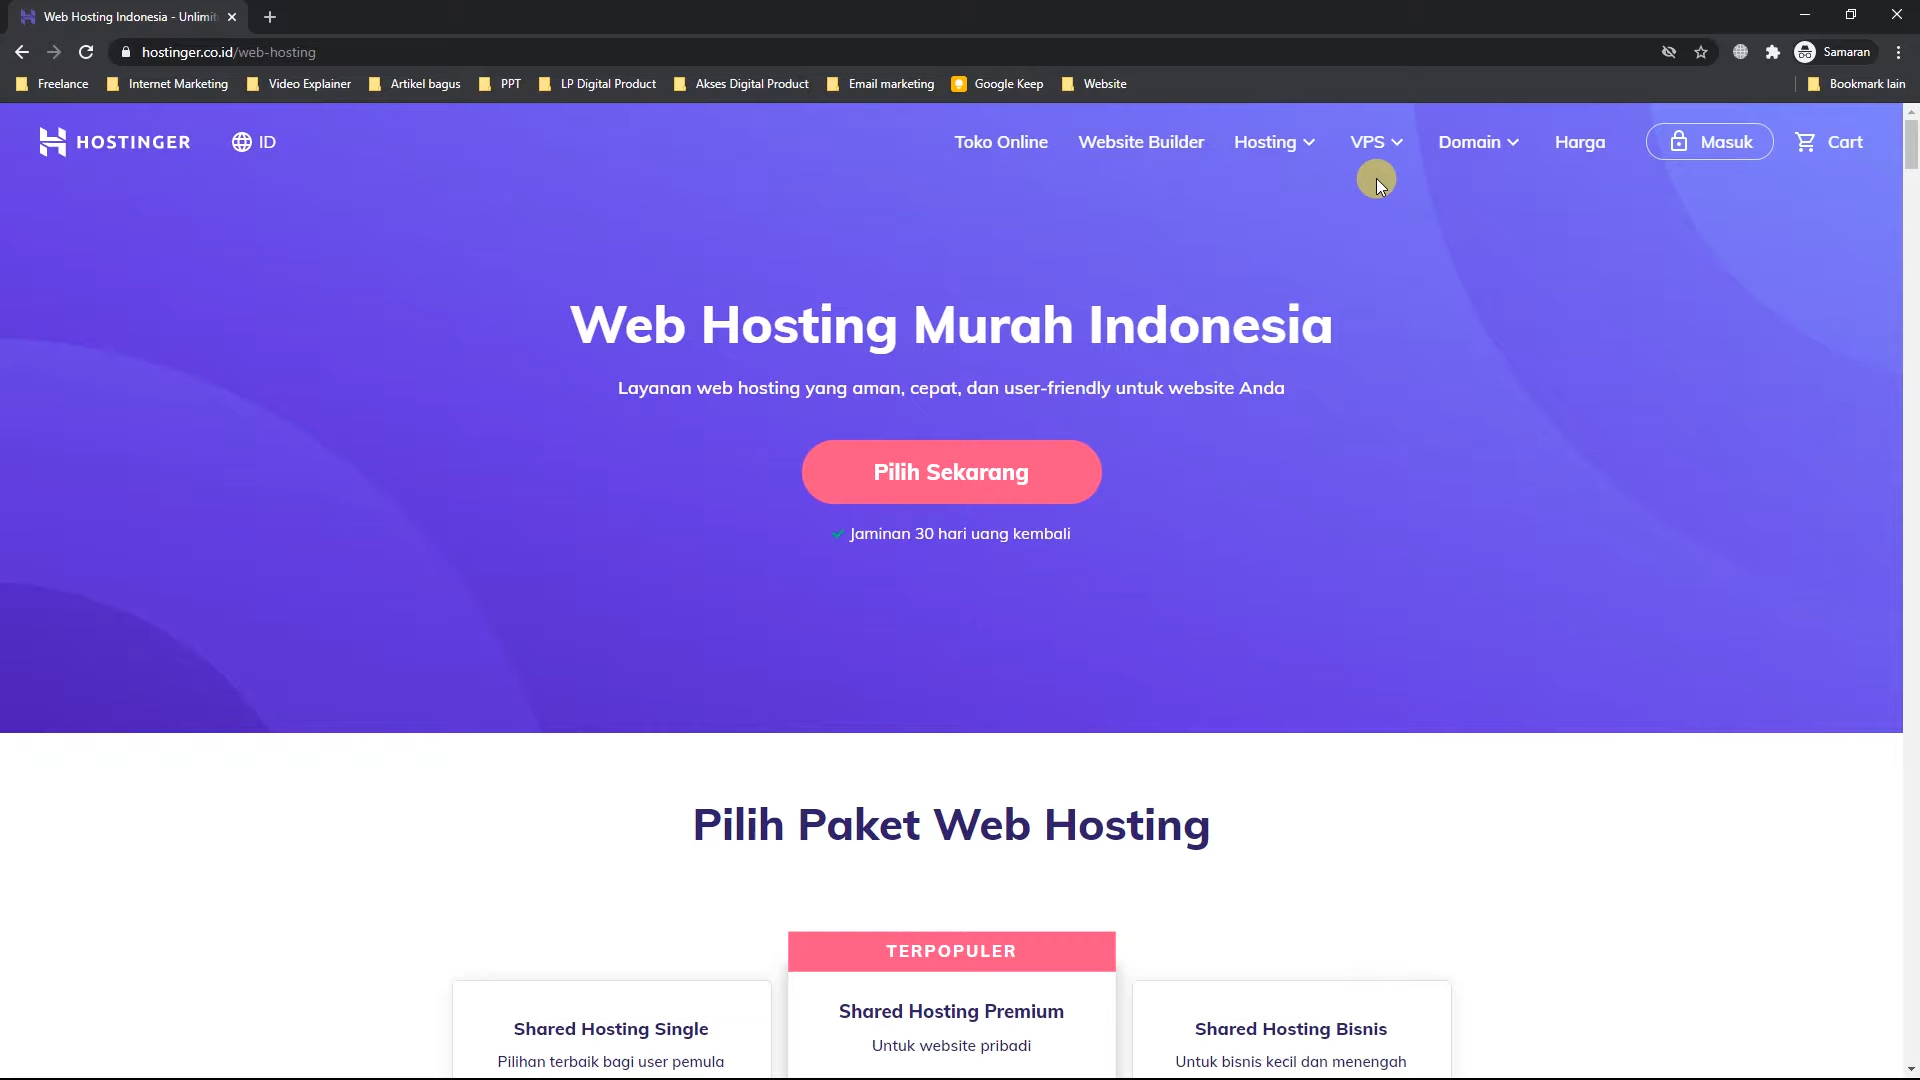 Web Hosting Indonesia - Unlimit
hostinger.co.id/web-hosting
Samaran
Freelance
Internet Marketing
Video Explainer
Artikel bagus
PPT
LP Digital Product
Akses Digital Product
Email marketing
Google Keep
Website
Bookmark lain
HOSTINGER
ID
Toko Online
Website Builder
Hosting
VPS
Domain
Harga
Masuk
Cart
Web Hosting Murah Indonesia
Layanan web hosting yang aman, cepat, dan user-friendly untuk website Anda
Pilih Sekarang
Jaminan 30 hari uang kembali
Pilih Paket Web Hosting
TERPOPULER
Shared Hosting Single
Pilihan terbaik bagi user pemula
Shared Hosting Premium
Untuk website pribadi
Shared Hosting Bisnis
Untuk bisnis kecil dan menengah